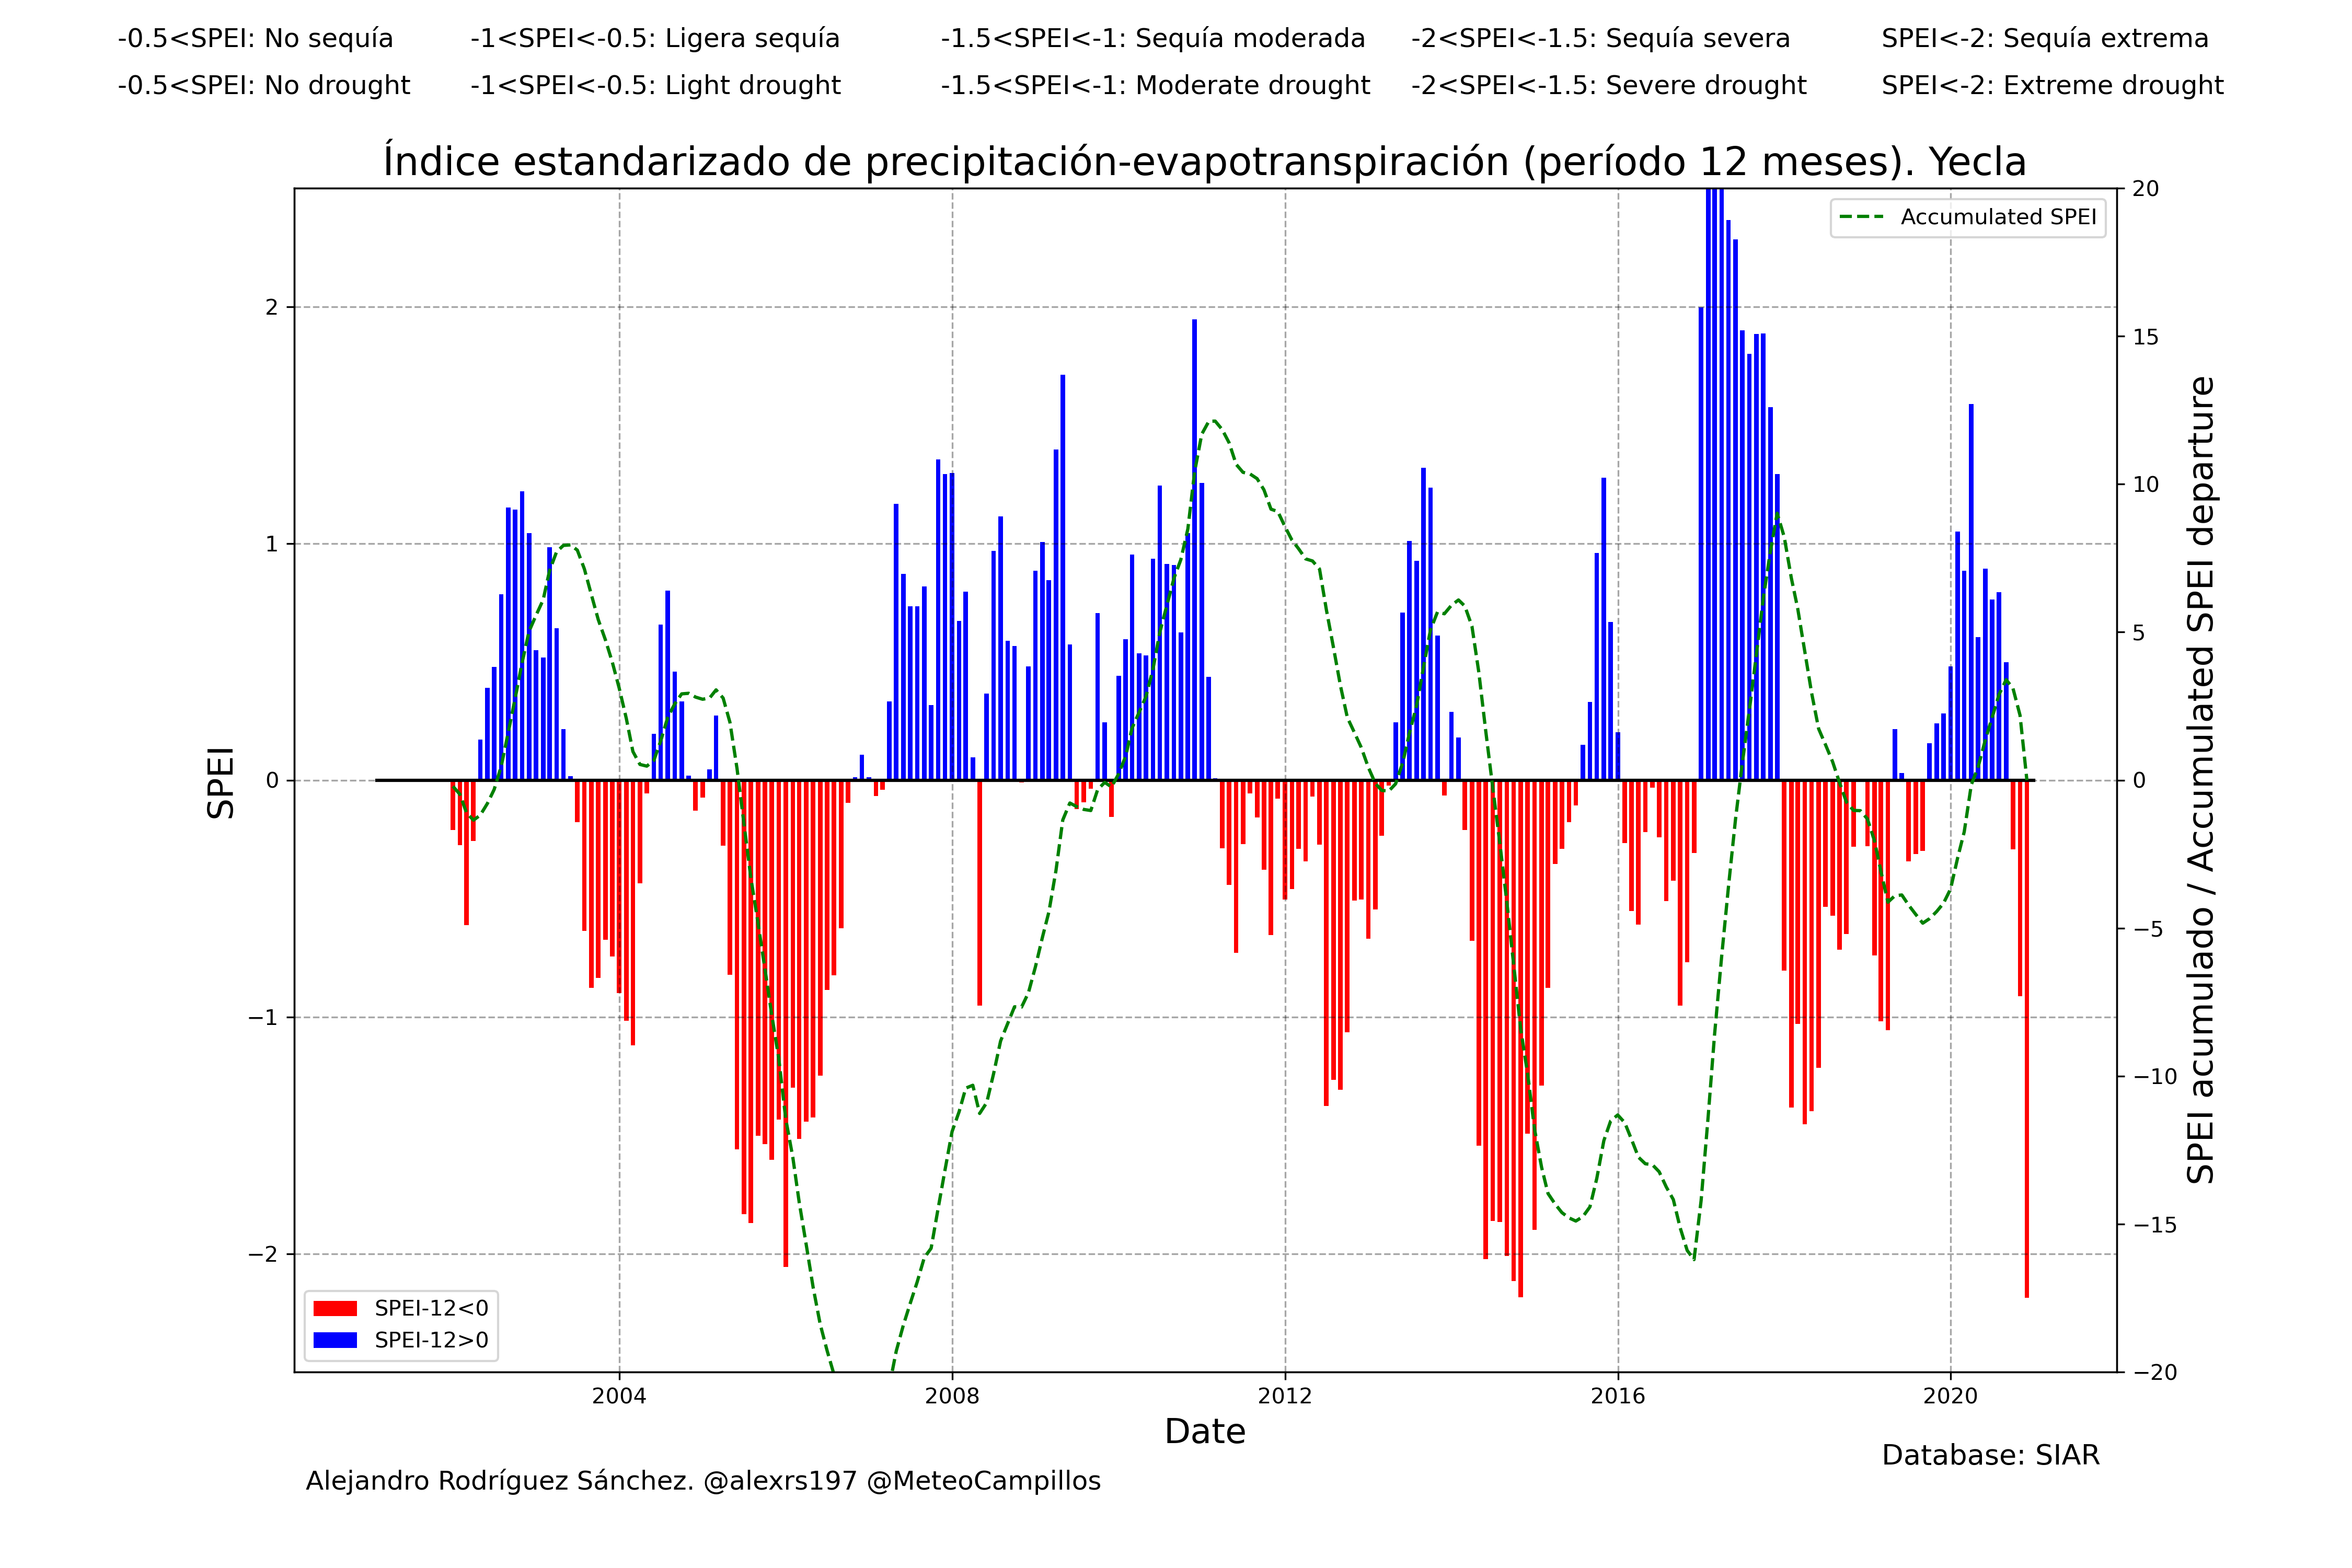 -0.5<SPEI: No sequía -1<SPEI<-0.5: Ligera sequía -1.5<SPEI<-1: Sequía moderada -2<SPEI<-1.5: Sequía severa SPEI<-2: Sequía extrema
-0.5<SPEI: No drought -1<SPEI<-0.5: Light drought -1.5<SPEI<-1: Moderate drought -2<SPEI<-1.5: Severe drought SPEI<-2: Extreme drought
Índice estandarizado de precipitación-evapotranspiración (período 12 meses). Yecla
Accumulated SPEI
SPEI
2
1
0
−1
−2
20
15
10
5
0
−5
−10
−15
−20
SPEI acumulado / Accumulated SPEI departure
SPEI-12<0
SPEI-12>0
2004 2008 2012 2016 2020
Date
Database: SIAR
Alejandro Rodríguez Sánchez. @alexrs197 @MeteoCampillos